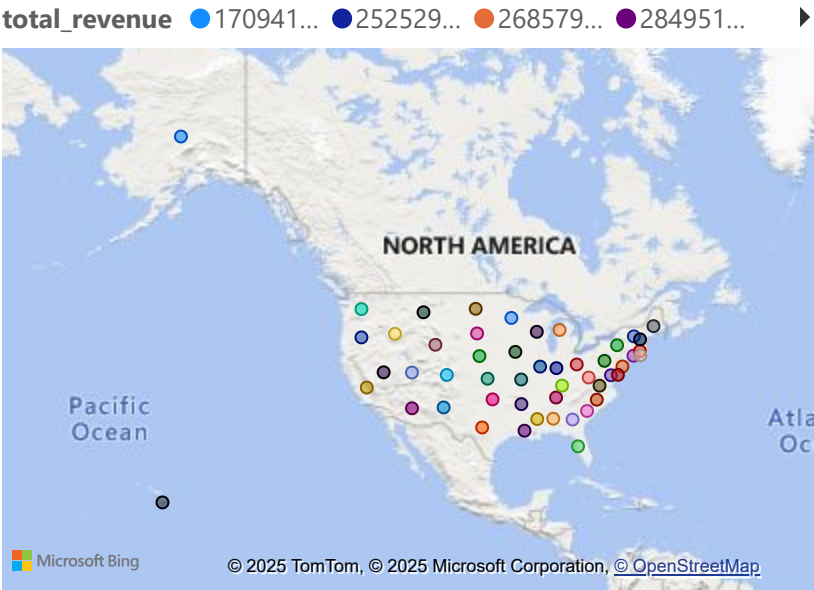 total_revenue 170941... 252529... 268579... 284951...
NORTH AMERICA
Pacific
Ocean
Atla
Oc
Microsoft Bing
© 2025 TomTom, © 2025 Microsoft Corporation, © OpenStreetMap